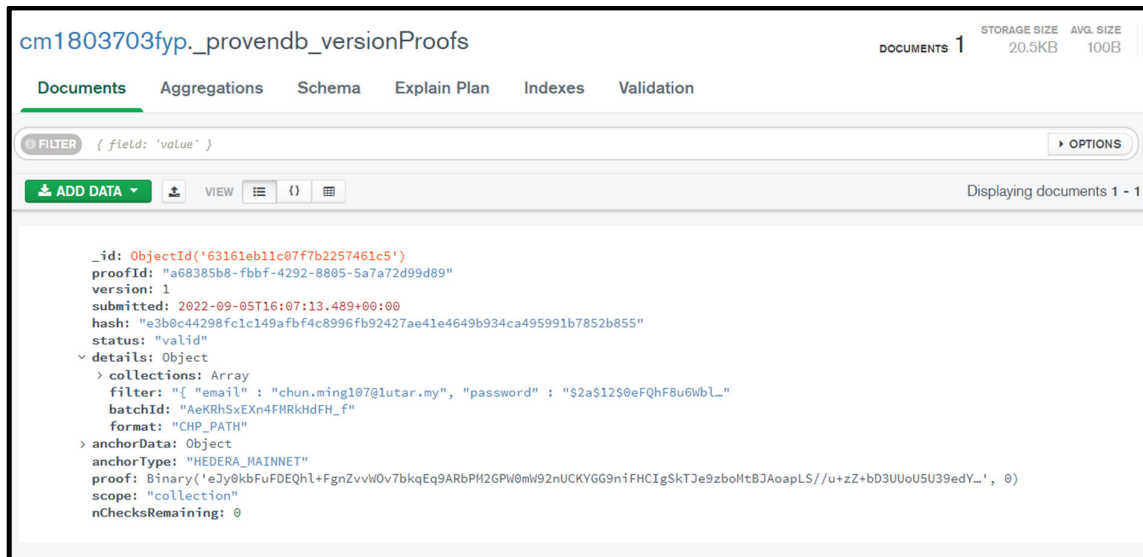 cm1803703fyp._provendb_versionProofs
DOCUMENTS 1
STORAGE SIZE 20.5KB
AVG. SIZE 100B
Documents Aggregations Schema Explain Plan Indexes Validation
FILTER { field: 'value' } OPTIONS
ADD DATA VIEW {} Displaying documents 1 - 1
_id: ObjectId('63161eb11c07f7b2257461c5')
proofId: "a68385b8-fbbf-4292-8805-5a7a72d99d89"
version: 1
submitted: 2022-09-05T16:07:13.489+00:00
hash: "e3b0c44298fc1c149afbf4c8996fb92427ae41e4649b934ca495991b7852b855"
status: "valid"
details: Object
collections: Array
filter: "{ "email" : "chun.ming107@1utar.my", "password" : "$2a$12$0eFQhF8u6Wbl…"
batchId: "AeKRhSxEXn4FMRkHdFH_f"
format: "CHP_PATH"
anchorData: Object
anchorType: "HEDERA_MAINNET"
proof: Binary('eJy0kbFuFDEQhl+FgnZvvWOv7bkqEq9ARbPM2GPW0mW92nUCKYGG9niFHCIgSkTJe9zboMtBJAoapLS//u+zZ+bD3UUoU5U39edY…', 0)
scope: "collection"
nChecksRemaining: 0